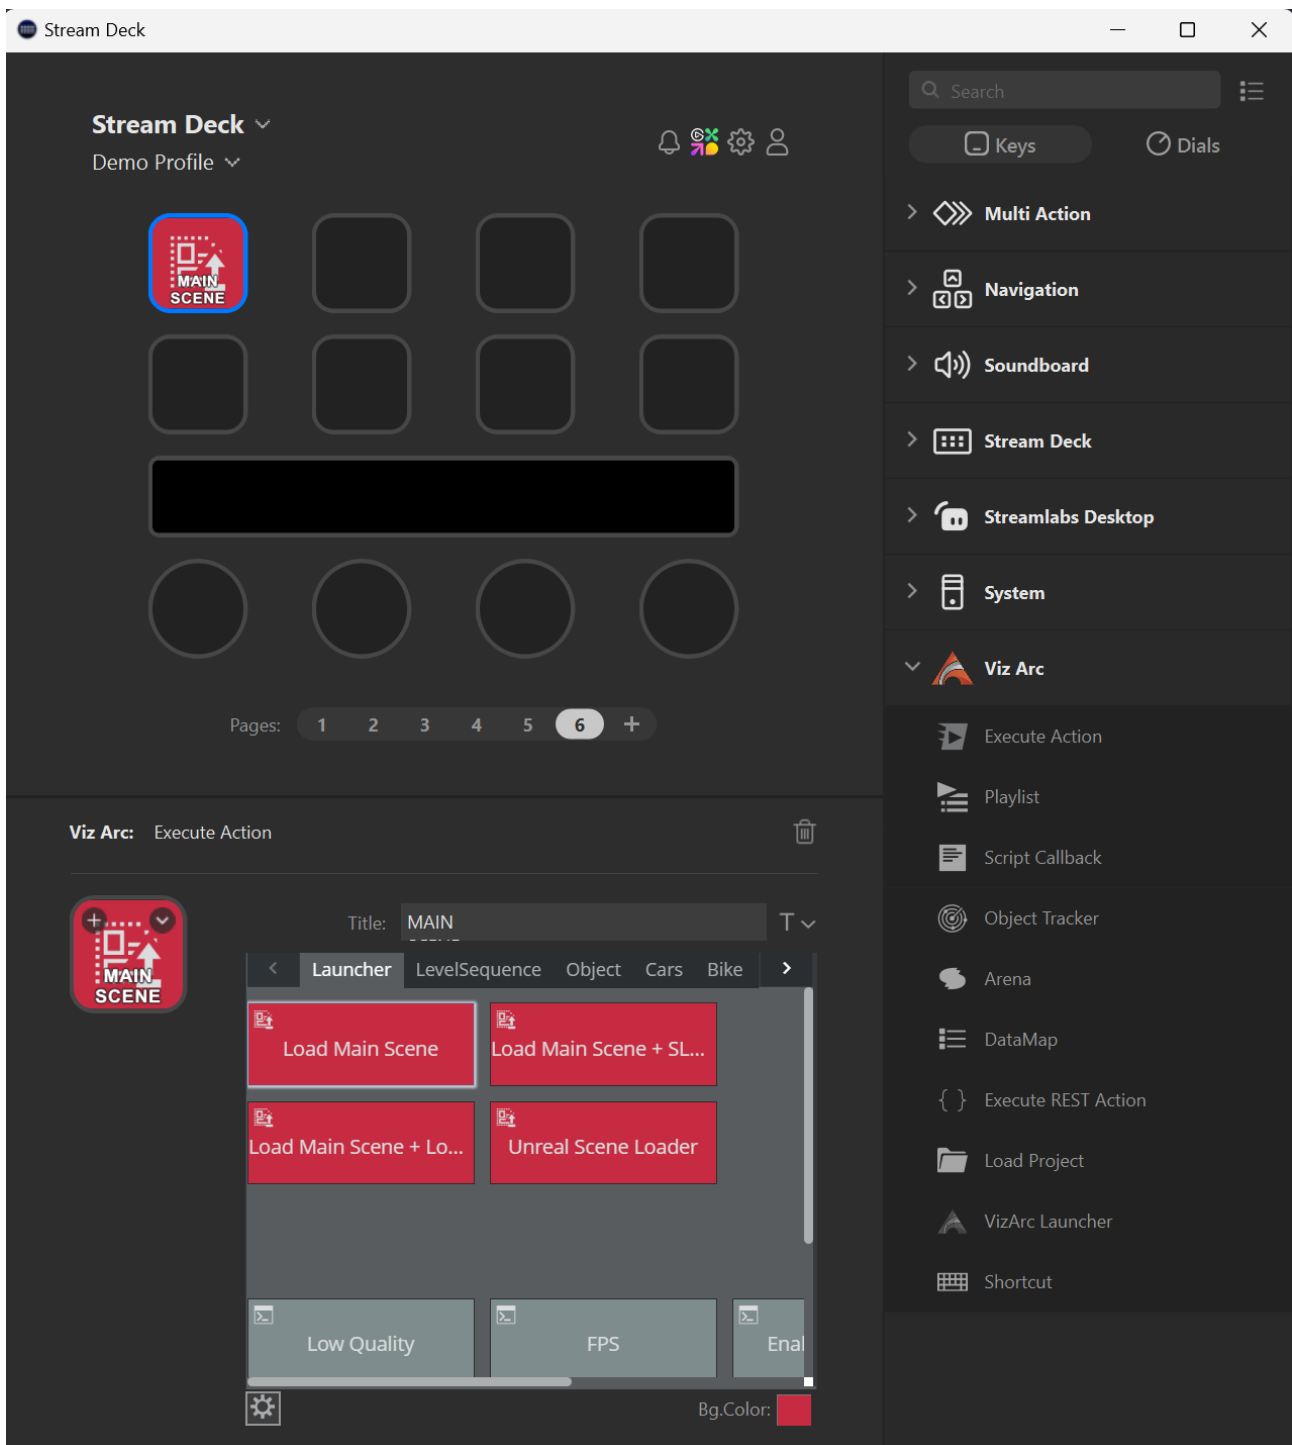 Stream Deck
Stream Deck
Demo Profile
MAIN
SCENE
Pages: 1 2 3 4 5 6 +
Viz Arc: Execute Action
MAIN
SCENE
Title: MAIN
T
Launcher LevelSequence Object Cars Bike
Load Main Scene
Load Main Scene + SL...
Load Main Scene + Lo...
Unreal Scene Loader
Low Quality
FPS
Enal
Bg.Color:
Search
Keys
Dials
Multi Action
Navigation
Soundboard
Stream Deck
Streamlabs Desktop
System
Viz Arc
Execute Action
Playlist
Script Callback
Object Tracker
Arena
DataMap
Execute REST Action
Load Project
VizArc Launcher
Shortcut